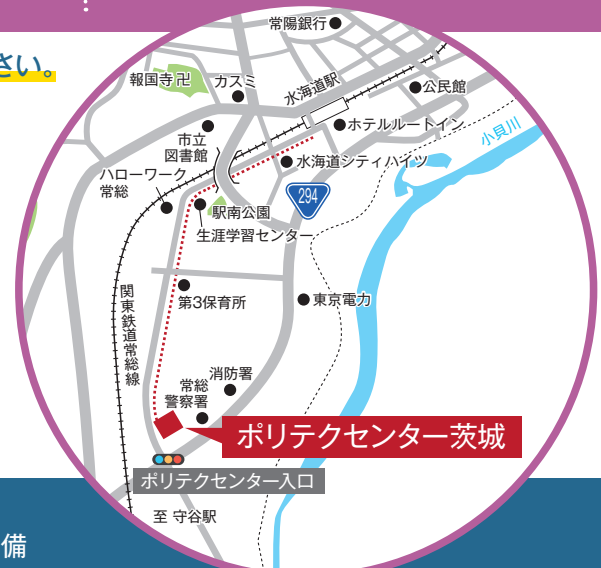 さい。
常陽銀行
報国寺卍
カスミ
水海道駅
公民館
ホテルルートイン
小見川
市立
図書館
水海道シティハイツ
ハローワーク
常総
294
駅南公園
生涯学習センター
関東鉄道常総線
第3保育所
東京電力
消防署
常総
警察署
ポリテクセンター茨城
ポリテクセンター入口
至 守谷駅
備